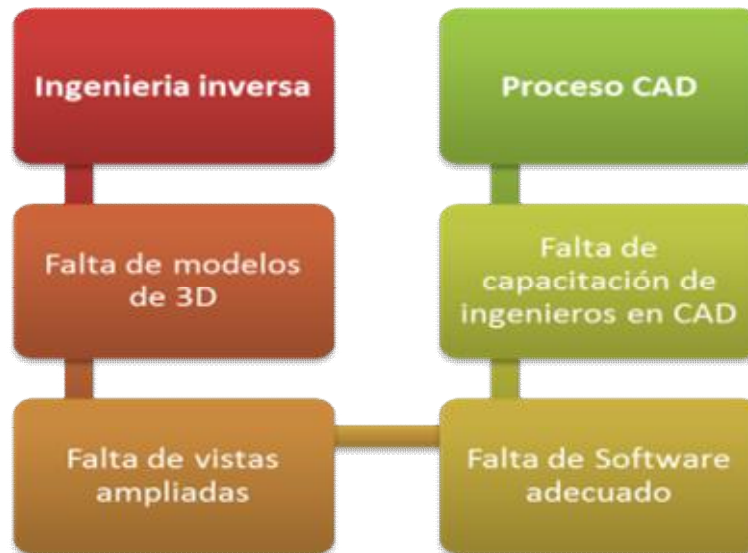 Ingenieria inversa
Falta de modelos
de 3D
Falta de vistas
ampliadas
Falta de Software
adecuado
Falta de
capacitación de
ingenieros en CAD
Proceso CAD